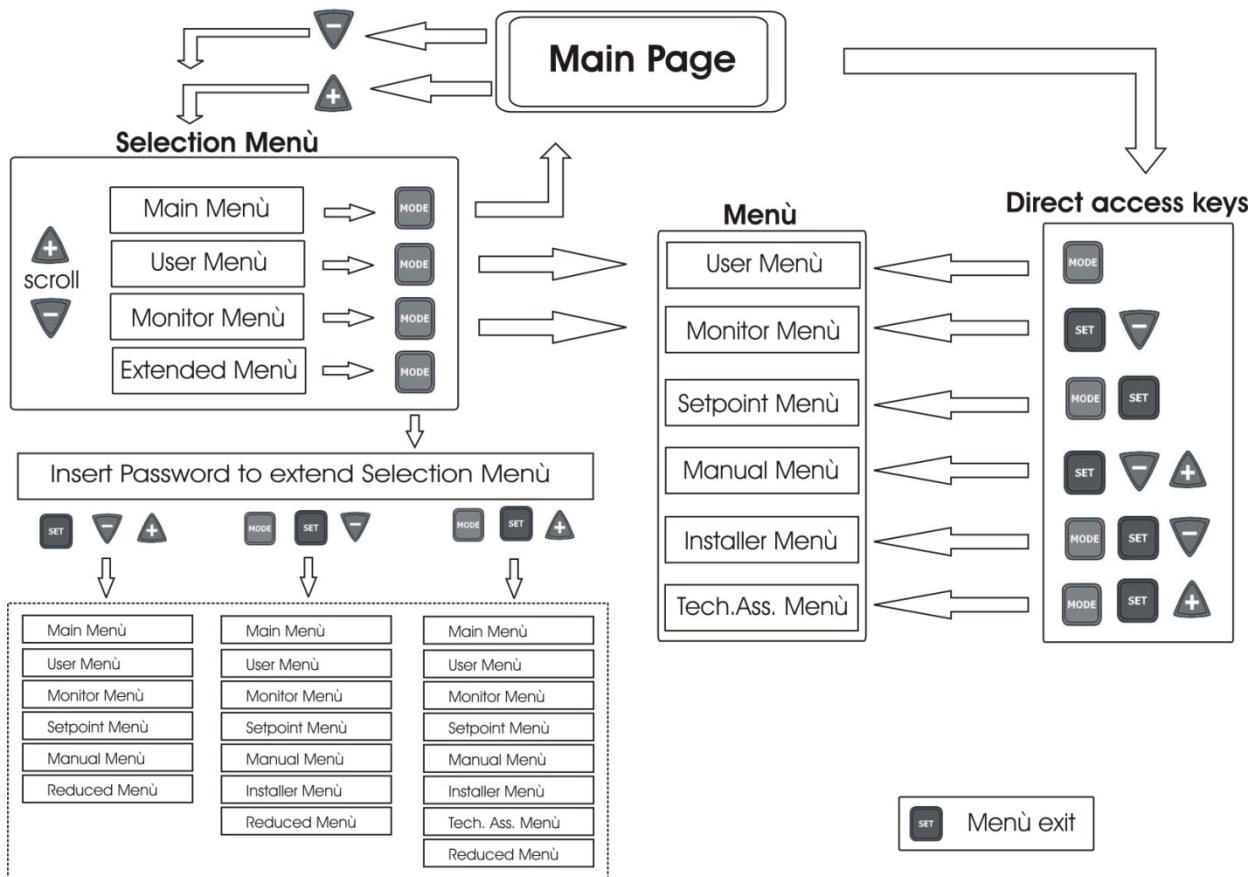 −
Main Page
+
Selection Menù
Main Menù
MODE
+
scroll
−
User Menù
MODE
Monitor Menù
MODE
Extended Menù
MODE
Insert Password to extend Selection Menù
SET − +
MODE SET −
MODE SET +
Main Menù
User Menù
Monitor Menù
Setpoint Menù
Manual Menù
Reduced Menù
Main Menù
User Menù
Monitor Menù
Setpoint Menù
Manual Menù
Installer Menù
Reduced Menù
Main Menù
User Menù
Monitor Menù
Setpoint Menù
Manual Menù
Installer Menù
Tech. Ass. Menù
Reduced Menù
Menù
User Menù
Monitor Menù
Setpoint Menù
Manual Menù
Installer Menù
Tech.Ass. Menù
Direct access keys
MODE
SET −
MODE SET
SET − +
MODE SET −
MODE SET +
SET Menù exit